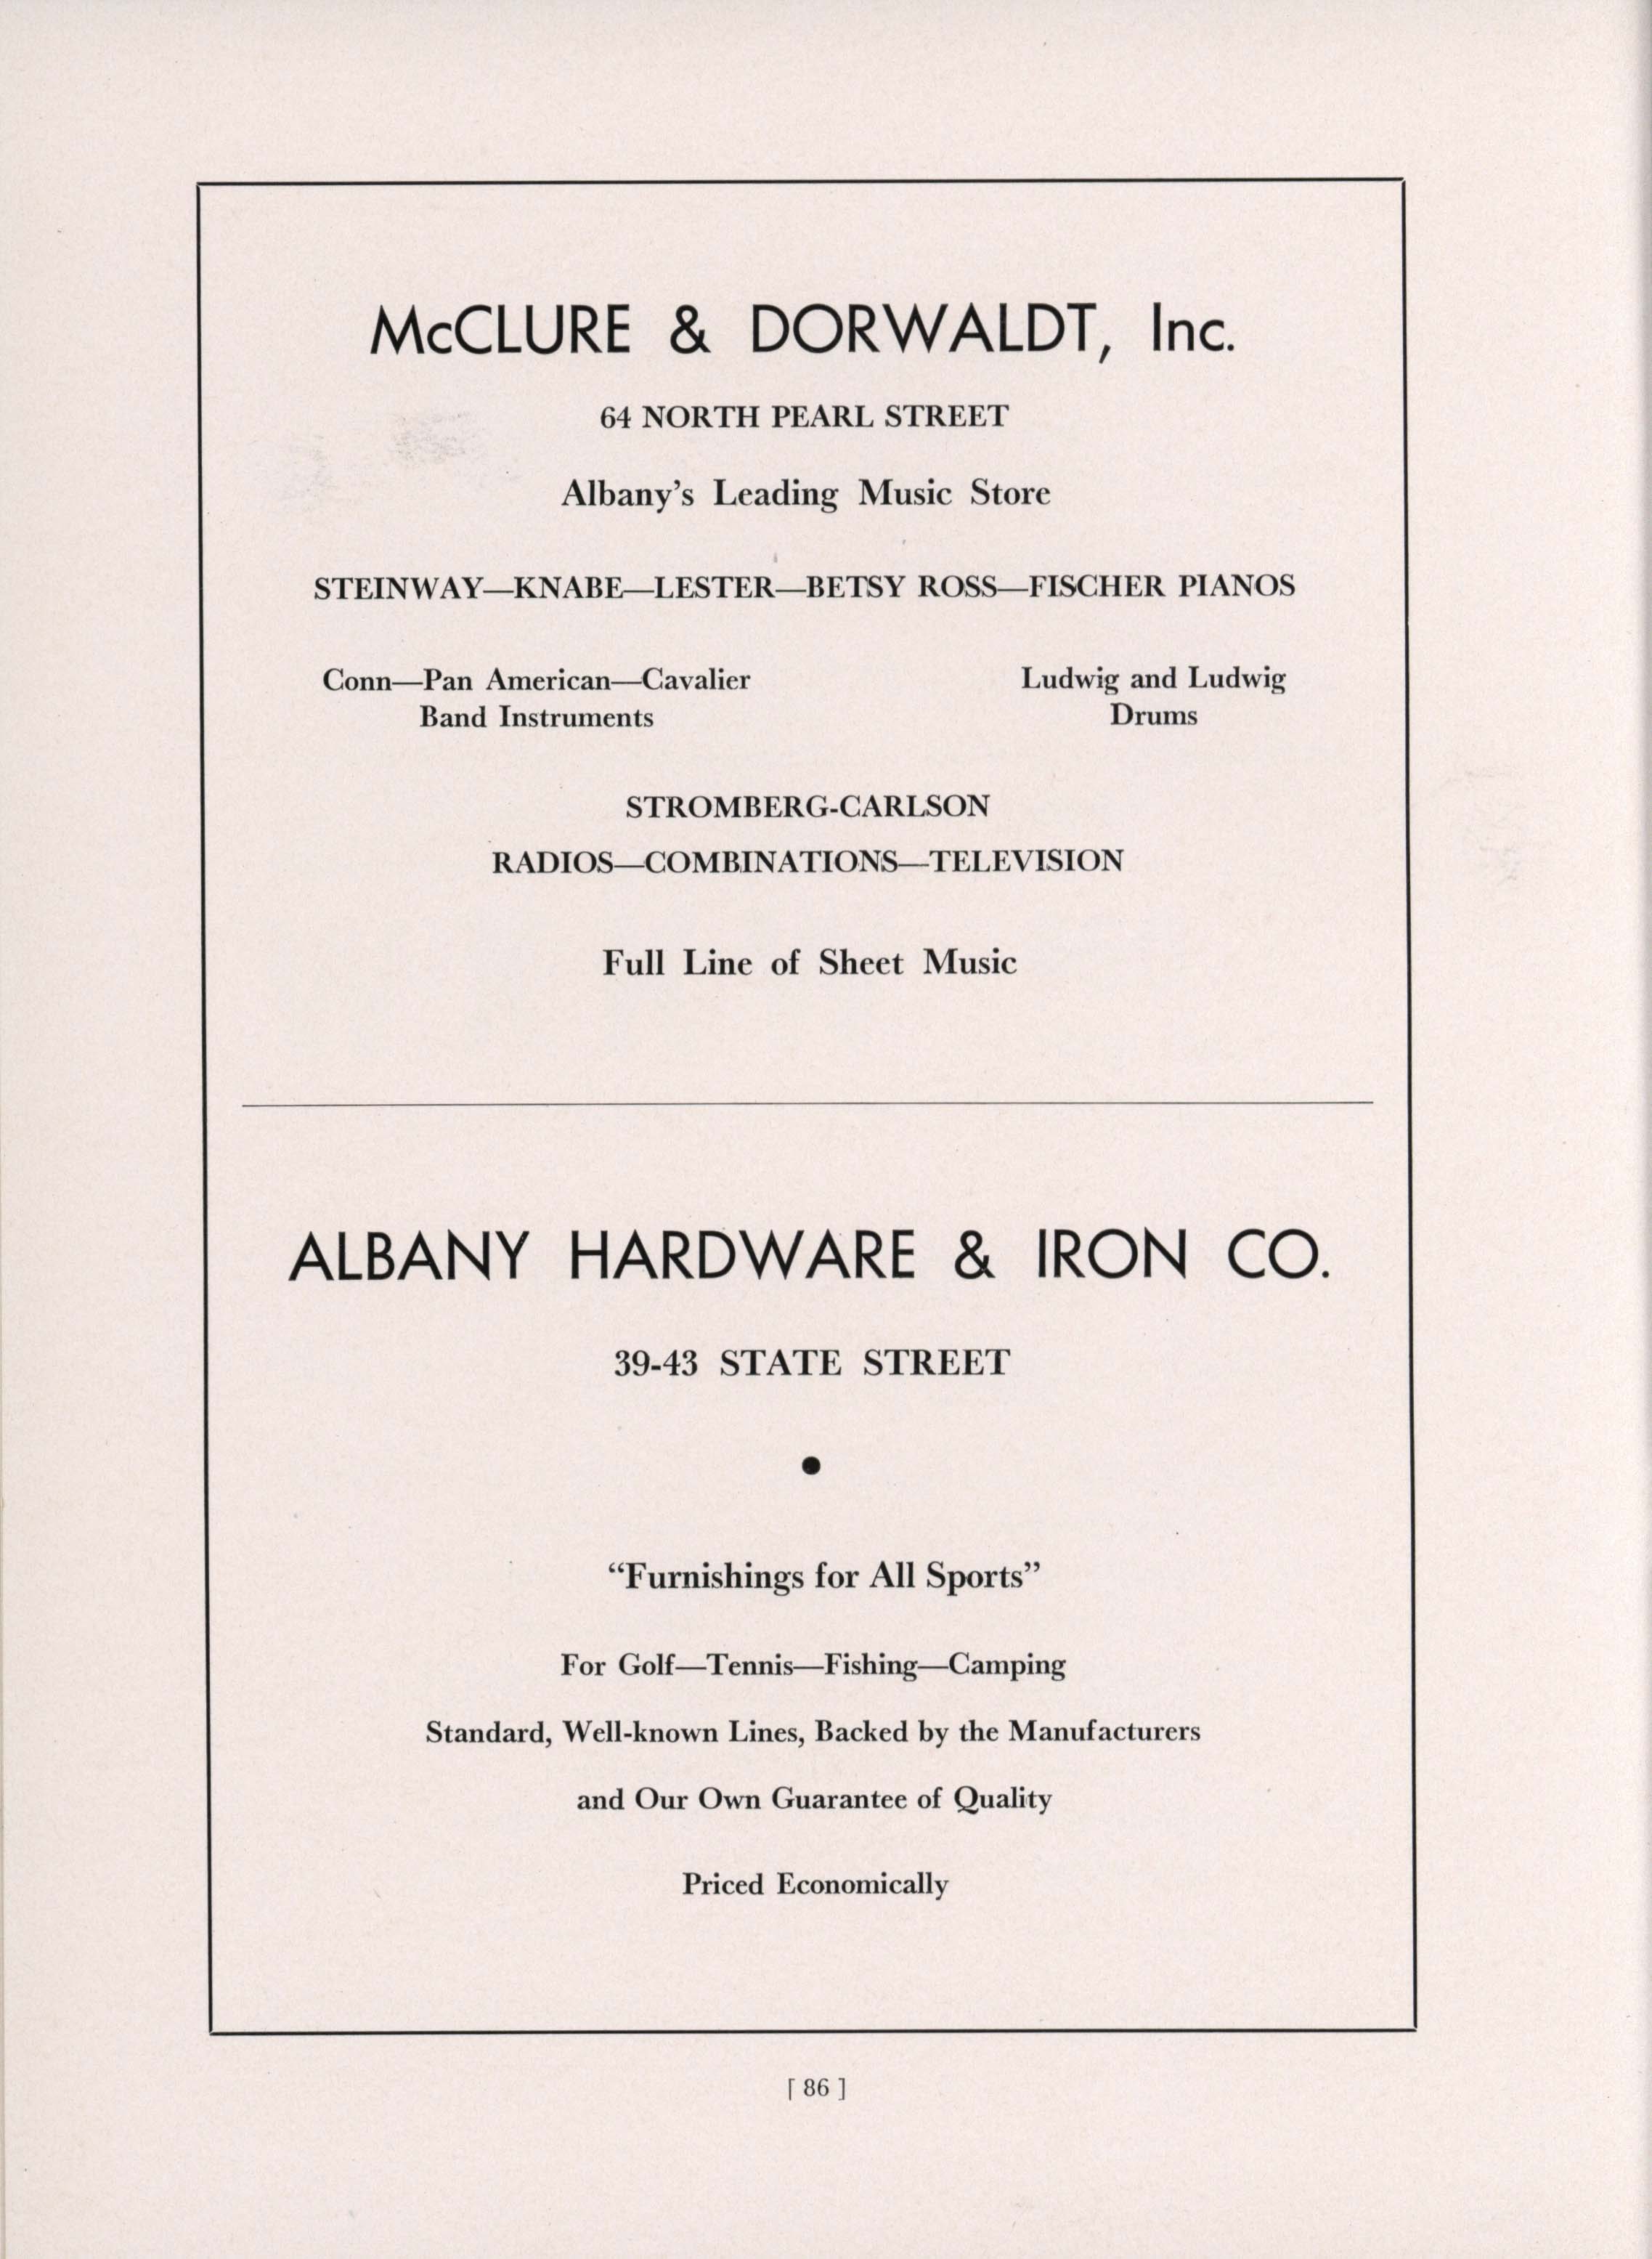 McCLURE & DORWALDT, Inc.
64 NORTH PEARL STREET
Albany's Leading Music Store
STEINWAY—KNABE—LESTER—BETSY ROSS—FISCHER PIANOS
Conn—Pan American—Cavalier
Band Instruments
Ludwig and Ludwig
Drums
STROMBERG-CARLSON
RADIOS—COMBINATIONS—TELEVISION
Full Line of Sheet Music
ALBANY HARDWARE & IRON CO.
39-43 STATE STREET
●
“Furnishings for All Sports”
For Golf—Tennis—Fishing—Camping
Standard, Well-known Lines, Backed by the Manufacturers
and Our Own Guarantee of Quality
Priced Economically
[ 86 ]